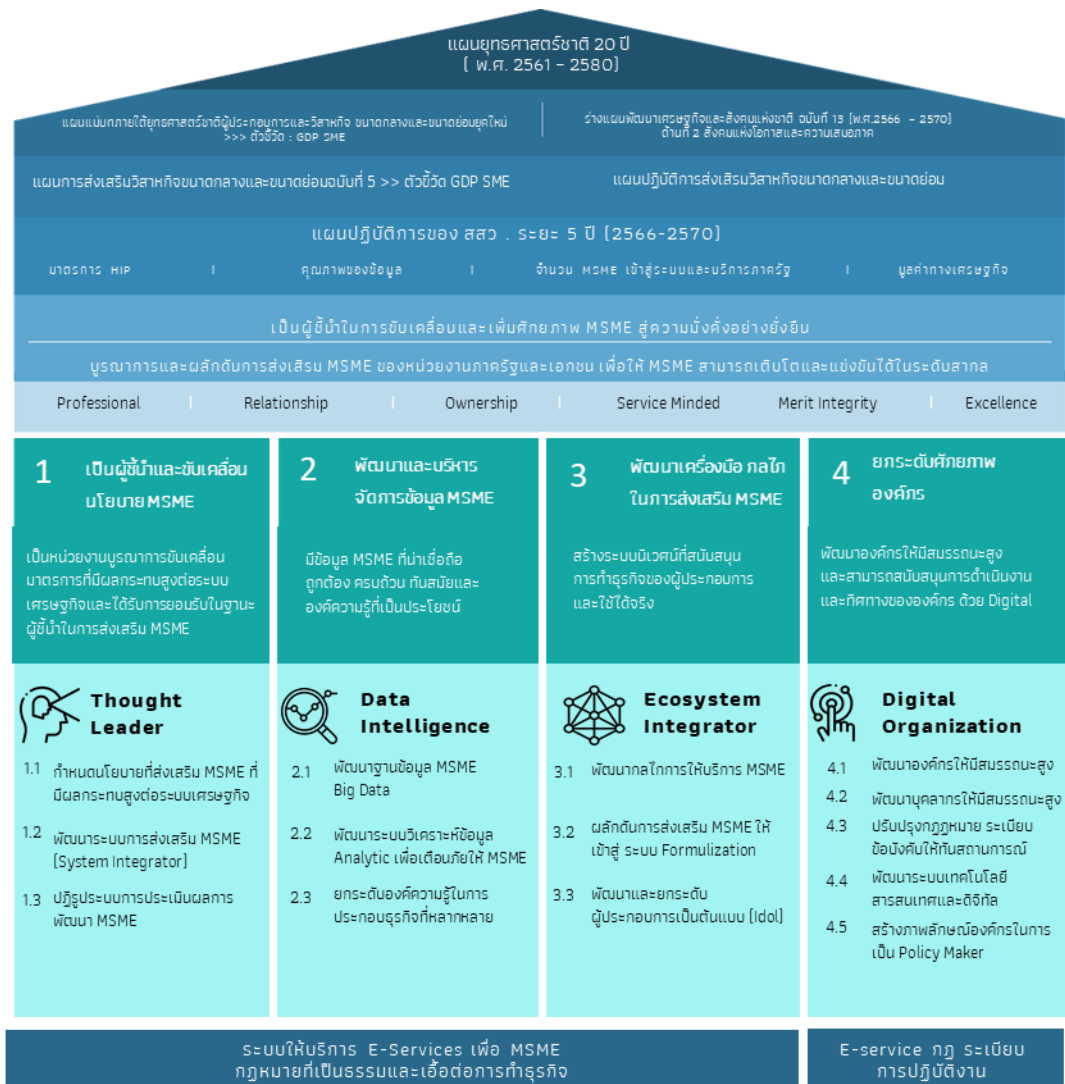 แผนยุทธศาสตร์ชาติ 20 ปี
( พ.ศ. 2561 – 2580)
แผนแม่บทภายใต้ยุทธศาสตร์ชาติผู้ประกอบการและวิสาหกิจ ขนาดกลางและขนาดย่อมยุคใหม่
>>> ตัวชี้วัด : GDP SME
ร่างแผนพัฒนาเศรษฐกิจและสังคมแห่งชาติ ฉบับที่ 13 (พ.ศ.2566 – 2570)
ด้านที่ 2 สังคมแห่งโอกาสและความเสมอภาค
แผนการส่งเสริมวิสาหกิจขนาดกลางและขนาดย่อมฉบับที่ 5 >> ตัวชี้วัด GDP SME
แผนปฏิบัติการส่งเสิรมวิสาหกิจขนาดกลางและขนาดย่อม
แผนปฏิบัติการของ สสว . ระยะ 5 ปี (2566-2570)
มาตรการ HIP | คุณภาพของข้อมูล | จำนวน MSME เข้าสู่ระบบและบริการภาครัฐ | มูลค่าทางเศรษฐกิจ
เป็นผู้ชี้นำในการขับเคลื่อนและเพิ่มศักยภาพ MSME สู่ความมั่งคั่งอย่างยั่งยืน
บูรณาการและผลักดันการส่งเสิรม MSME ของหน่วยงานภาครัฐและเอกชน เพื่อให้ MSME สามารถเติบโตและแข่งขันได้ในระดับสากล
Professional | Relationship | Ownership | Service Minded Merit Integrity | Excellence
1 เป็นผู้ชี้นำและขับเคลื่อน
นโยบาย MSME
เป็นหน่วยงานบูรณาการขับเคลื่อน
มาตรการที่มีผลกระทบสูงต่อระบบ
เศรษฐกิจและได้รับการยอมรับในฐานะ
ผู้ชี้นำในการส่งเสริม MSME
Thought
Leader
1.1 กำหนดนโยบายที่ส่งเสริม MSME ที่
มีผลกระทบสูงต่อระบบเศรษฐกิจ
1.2 พัฒนาระบบการส่งเสริม MSME
(System Integrator)
1.3 ปฏิรูประบบการประเมินผลการ
พัฒนา MSME
2 พัฒนาและบริหาร
จัดการข้อมูล MSME
มีข้อมูล MSME ที่น่าเชื่อถือ
ถูกต้อง ครบถ้วน ทันสมัยและ
องค์ความรู้ที่เป็นประโยชน์
Data
Intelligence
2.1 พัฒนาฐานข้อมูล MSME
Big Data
2.2 พัฒนาระบบวิเคราะห์ข้อมูล
Analytic เพื่อเตือนภัยให้ MSME
2.3 ยกระดับองค์ความรู้ในการ
ประกอบธุรกิจที่หลากหลาย
3 พัฒนาเครื่องมือ กลไก
ในการส่งเสริม MSME
สร้างระบบนิเวศน์ที่สนับสนุน
การทำธุรกิจของผู้ประกอบการ
และใช้ได้จริง
Ecosystem
Integrator
3.1 พัฒนากลไกการให้บริการ MSME
3.2 ผลักดันการส่งเสริม MSME ให้
เข้าสู่ ระบบ Formulization
3.3 พัฒนาและยกระดับ
ผู้ประกอบการเป็นต้นแบบ (Idol)
4 ยกระดับศักยภาพ
องค์กร
พัฒนาองค์กรให้มีสมรรถนะสูง
และสามารถสนับสนุนการดำเนินงาน
และทิศทางขององค์กร ด้วย Digital
Digital
Organization
4.1 พัฒนาองค์กรให้มีสมรรถนะสูง
4.2 พัฒนาบุคลากรให้มีสมรรถนะสูง
4.3 ปรับปรุงกฎฎหมาย ระเบียบ
ข้อบังคับให้ทันสถานการณ์
4.4 พัฒนาระบบเทคโนโลยี
สารสนเทศและดิจิทัล
4.5 สร้างภาพลักษณ์องค์กรในการ
เป็น Policy Maker
ระบบให้บริการ E-Services เพื่อ MSME
กฎหมายที่เป็นธรรมและเอื้อต่อการทำธุรกิจ
E-service กฎ ระเบียบ
การปฏิบัติงาน